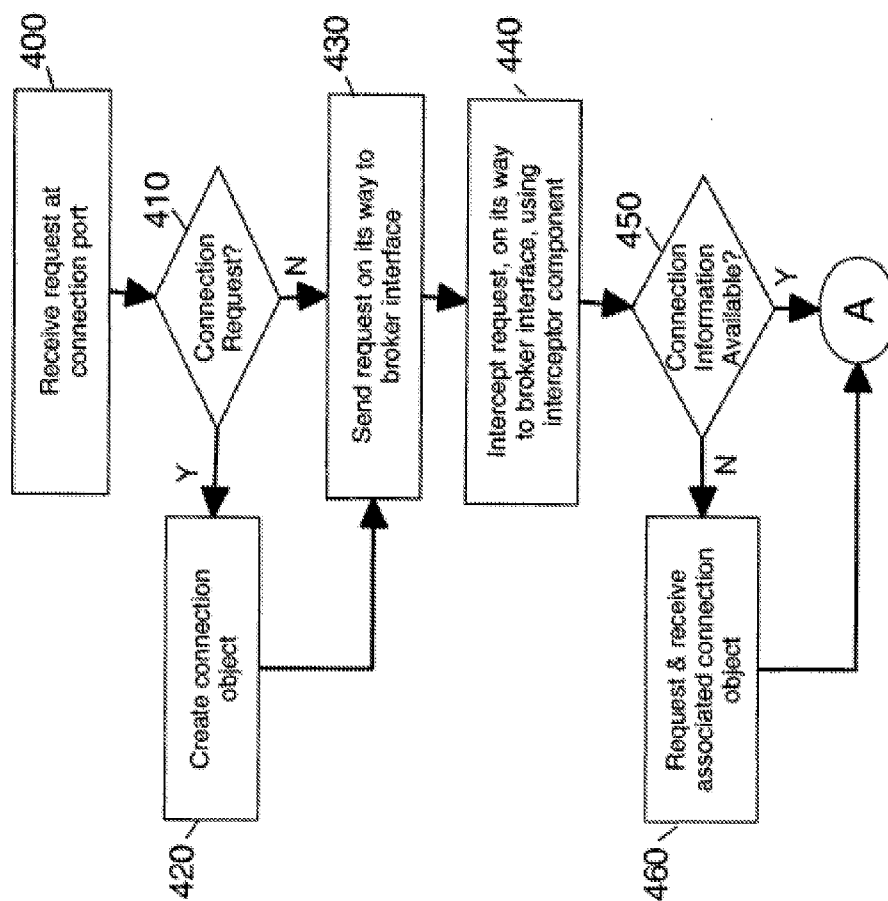 400
Receive request at
connection port
410
Connection
Request?
Y
N
420
Create connection
object
430
Send request on its way to
broker interface
440
Intercept request, on its way
to broker interface, using
interceptor component
450
Connection
Information
Available?
N
Y
460
Request & receive
associated connection
object
A